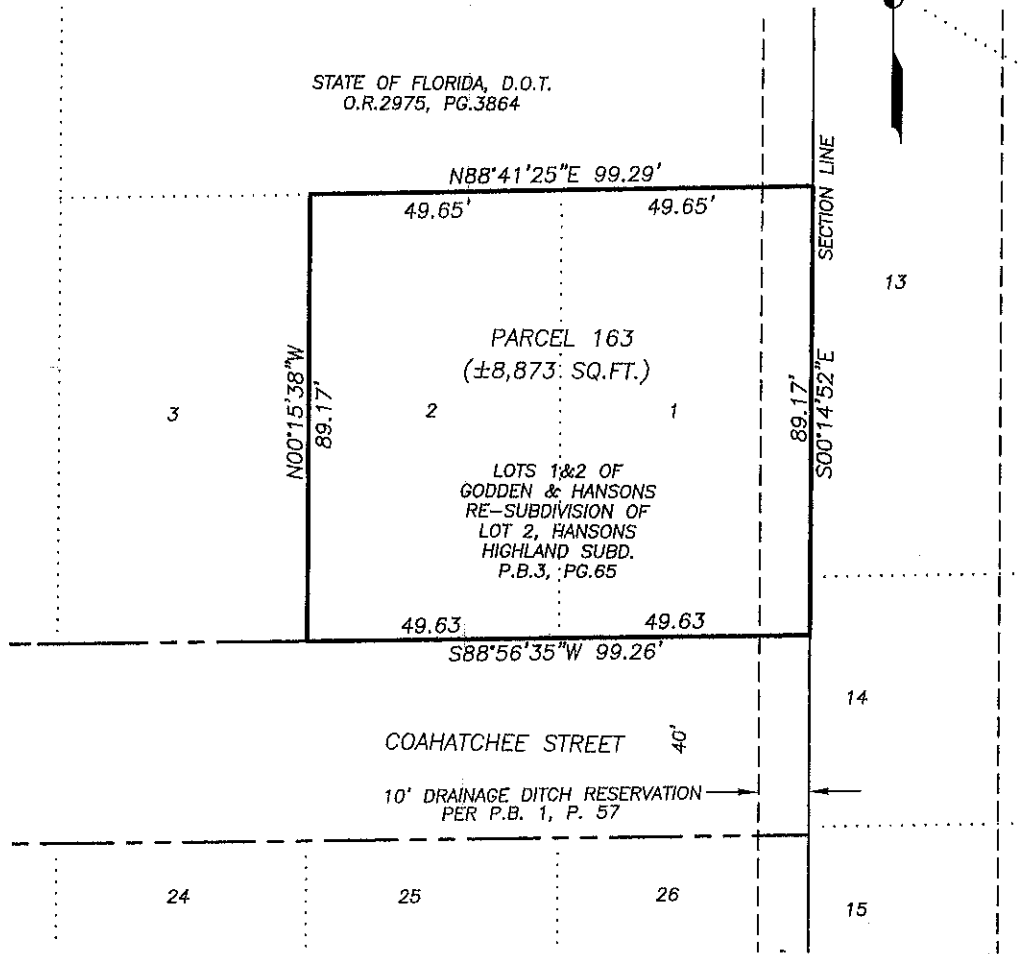 STATE OF FLORIDA, D.O.T.
O.R.2975, PG.3864
N88°41'25"E 99.29'
49.65'
49.65'
SECTION LINE
13
PARCEL 163
(±8,873 SQ.FT.)
N00°15'38"W
89.17'
89.17'
S00°14'52"E
3
2
1
LOTS 1&2 OF
GODDEN & HANSONS
RE-SUBDIVISION OF
LOT 2, HANSONS
HIGHLAND SUBD.
P.B.3, PG.65
49.63
49.63
S88°56'35"W 99.26'
14
COAHATCHEE STREET
40'
10' DRAINAGE DITCH RESERVATION
PER P.B. 1, P. 57
24
25
26
15